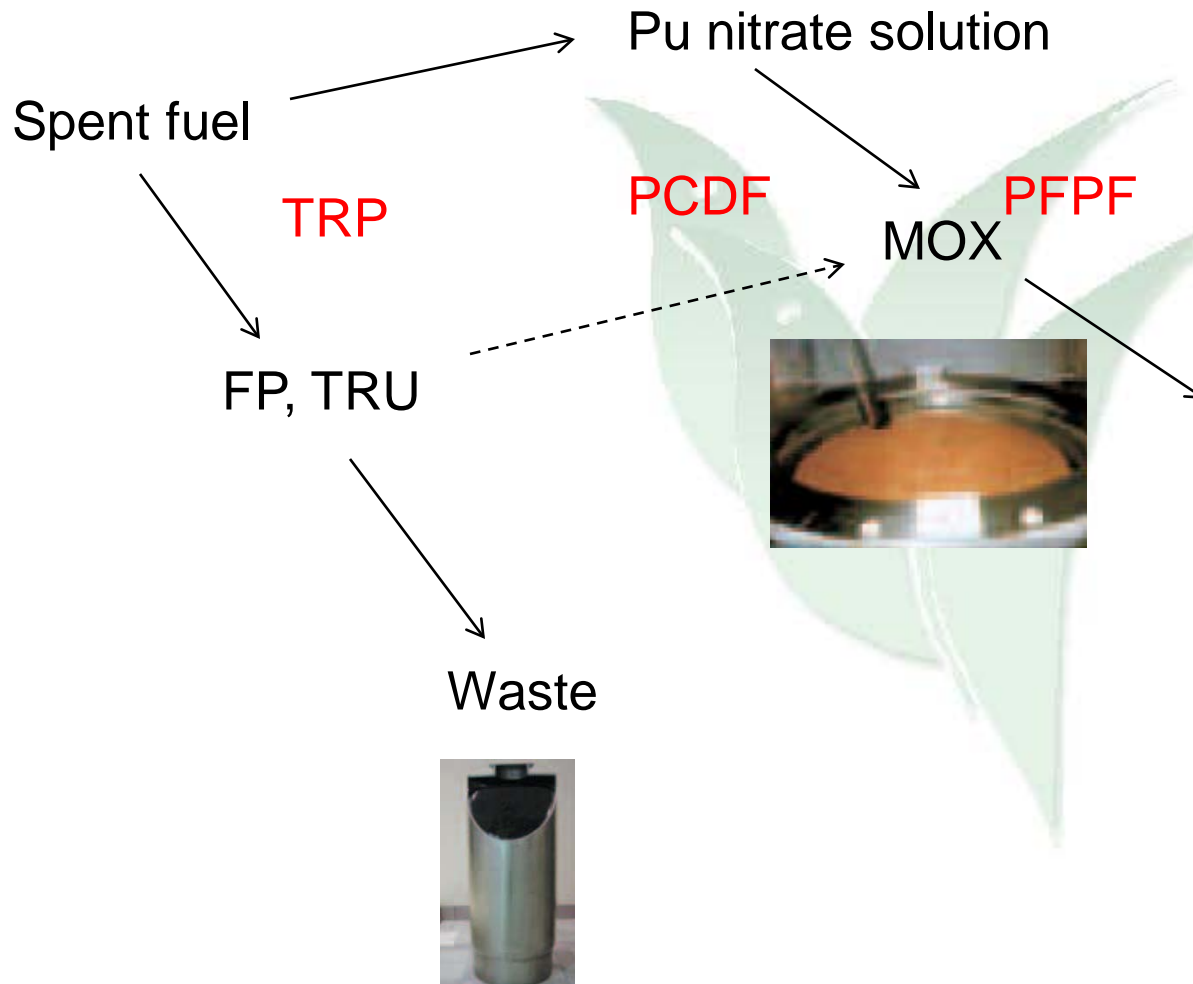 Pu nitrate solution
Spent fuel
TRP
PCDF
PFPF
MOX
FP, TRU
Waste